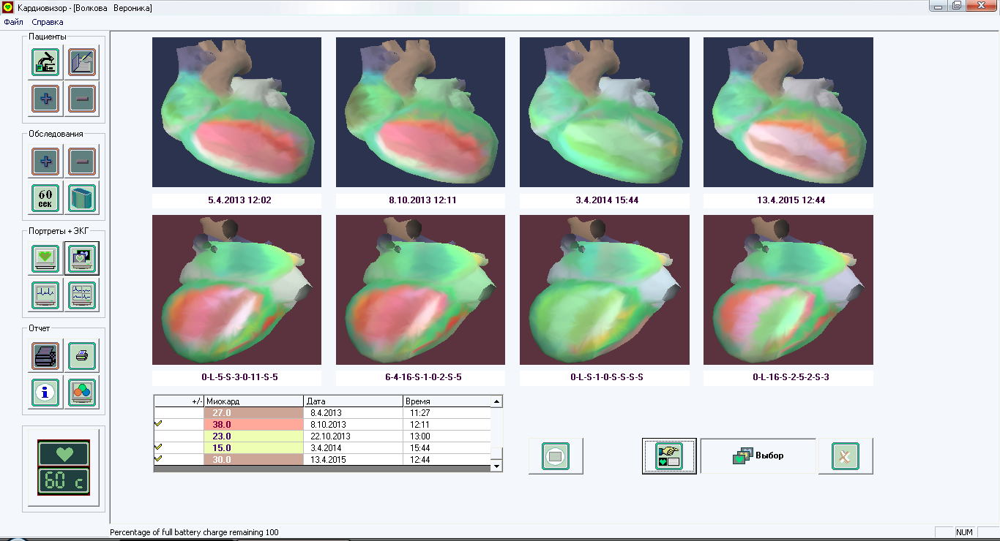 Кардиовизор - [Волкова Вероника]
Файл Справка
Пациенты
Обследования
60 сек
Портреты + ЭКГ
Отчет
60 с
5.4.2013 12:02
8.10.2013 12:11
3.4.2014 15:44
13.4.2015 12:44
0-L-5-S-3-0-11-S-5
6-4-16-S-1-0-2-S-5
0-L-S-1-0-S-S-S-S
0-L-16-S-2-5-2-S-3
+/- Миокард Дата Время
27.0 8.4.2013 11:27
38.0 8.10.2013 12:11
23.0 22.10.2013 13:00
15.0 3.4.2014 15:44
30.0 13.4.2015 12:44
Выбор
Percentage of full battery charge remaining 100
NUM